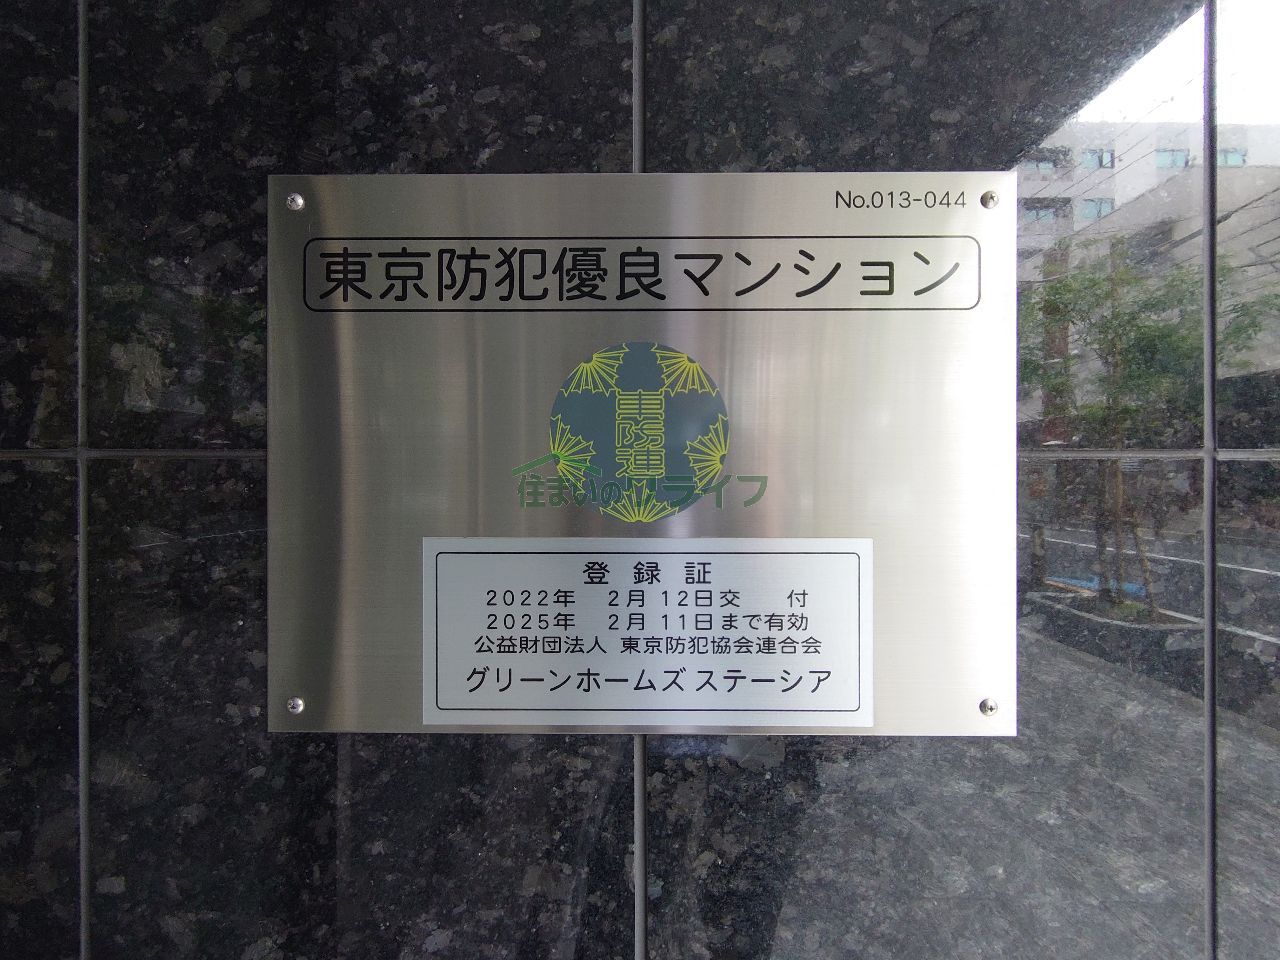 No.013-044
東京防犯優良マンション
東防連
住まいのリライフ
登録証
2022年 2月12日交 付
2025年 2月11日まで有効
公益財団法人 東京防犯協会連合会
グリーンホームズ ステーシア